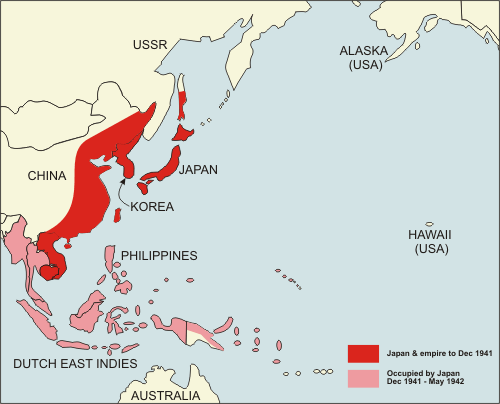 USSR
ALASKA
(USA)
CHINA
JAPAN
KOREA
HAWAII
(USA)
PHILIPPINES
Japan & empire to Dec 1941
Occupied by Japan
Dec 1941 - May 1942
DUTCH EAST INDIES
AUSTRALIA